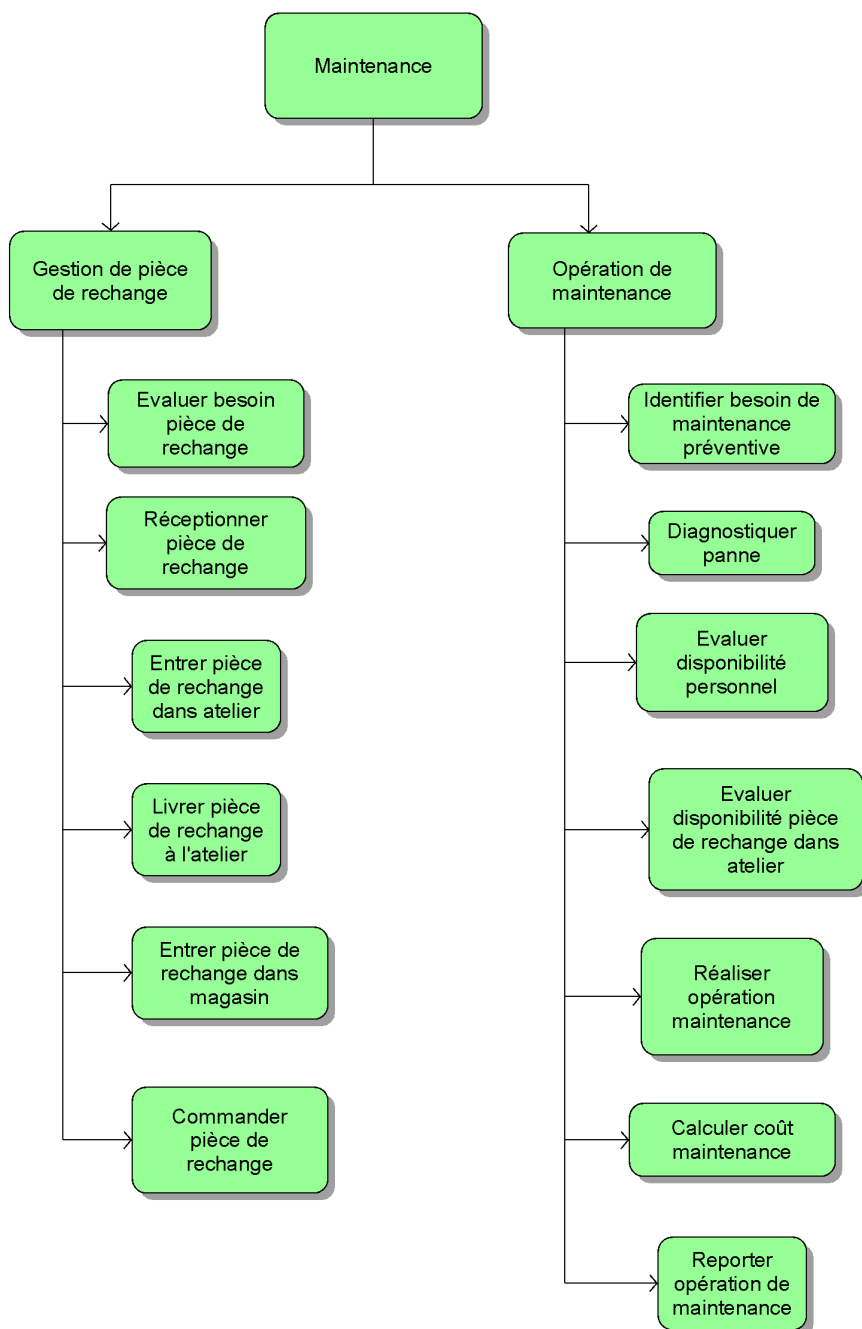 Maintenance
Gestion de pièce
de rechange
Opération de
maintenance
Evaluer besoin
pièce de
rechange
Réceptionner
pièce de
rechange
Entrer pièce
de rechange
dans atelier
Livrer pièce
de rechange
à l'atelier
Entrer pièce de
rechange dans
magasin
Commander
pièce de
rechange
Identifier besoin de
maintenance
préventive
Diagnostiquer
panne
Evaluer
disponibilité
personnel
Evaluer
disponibilité pièce
de rechange dans
atelier
Réaliser
opération
maintenance
Calculer coût
maintenance
Reporter
opération de
maintenance